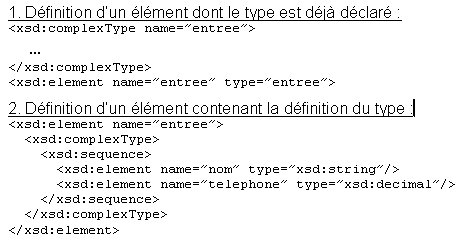 1. Définition d'un élément dont le type est déjà déclaré :
<xsd:complexType name="entree">
...
</xsd:complexType>
<xsd:element name="entree" type="entree">
2. Définition d'un élément contenant la définition du type :
<xsd:element name="entree">
<xsd:complexType>
<xsd:sequence>
<xsd:element name="nom" type="xsd:string"/>
<xsd:element name="telephone" type="xsd:decimal"/>
</xsd:sequence>
</xsd:complexType>
</xsd:element>